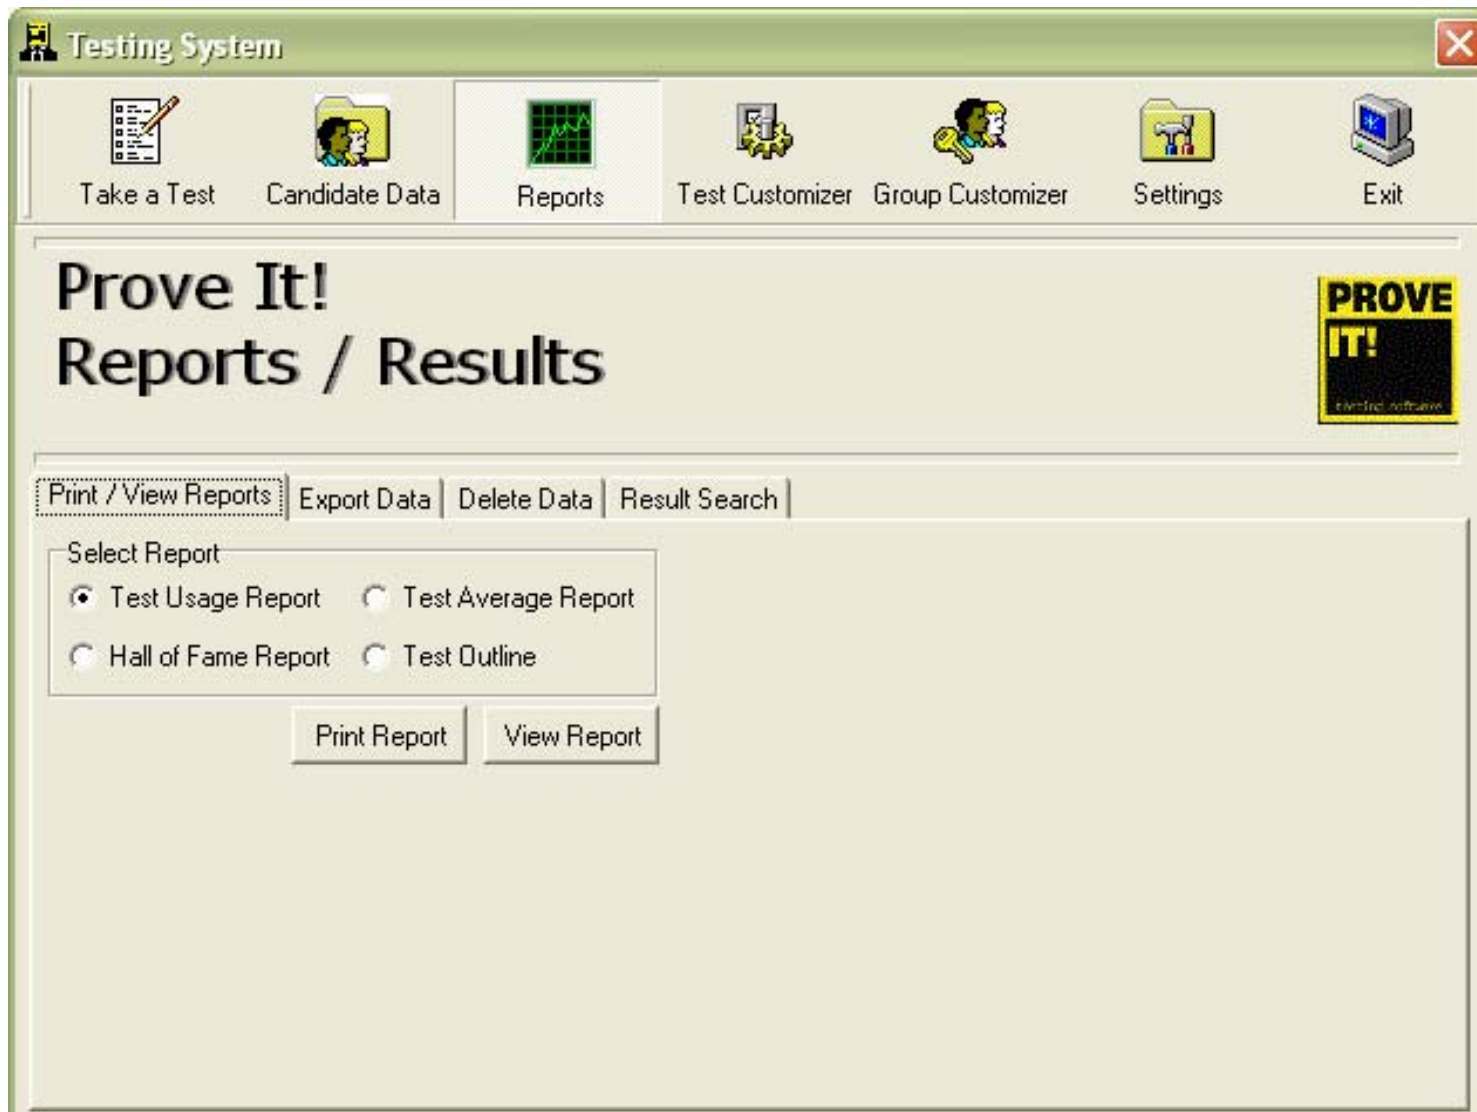 Testing System
Take a Test Candidate Data Reports Test Customizer Group Customizer Settings Exit
Prove It!
Reports / Results
PROVE
IT!
testing software
Print / View Reports Export Data Delete Data Result Search
Select Report
Test Usage Report Test Average Report
Hall of Fame Report Test Outline
Print Report View Report